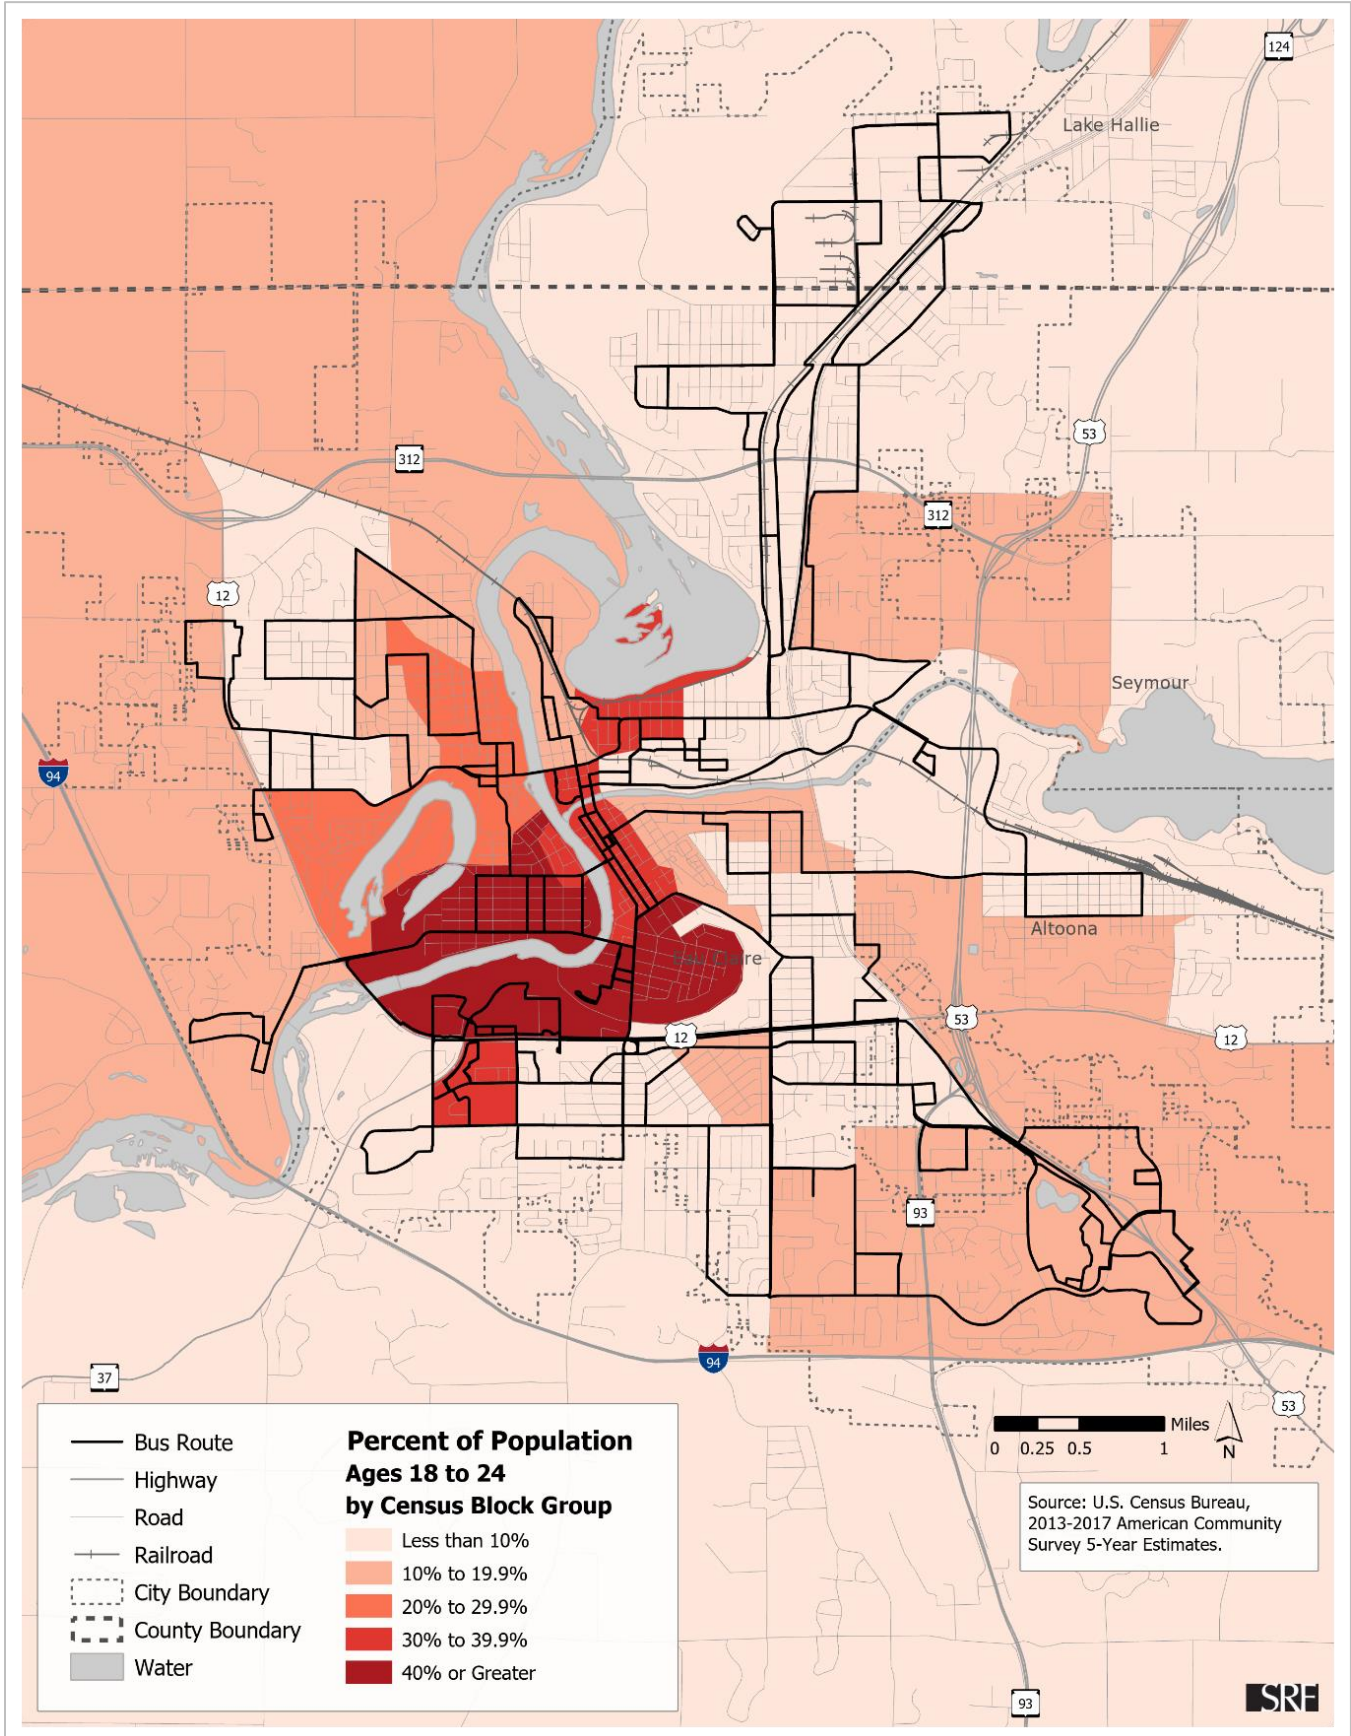 124
Lake Hallie
53
312
312
12
Seymour
94
Altoona
Eau Claire
53
12
12
93
94
37
53
Miles
0 0.25 0.5 1
N
Bus Route
Highway
Road
Railroad
City Boundary
County Boundary
Water
Percent of Population
Ages 18 to 24
by Census Block Group
Less than 10%
10% to 19.9%
20% to 29.9%
30% to 39.9%
40% or Greater
Source: U.S. Census Bureau,
2013-2017 American Community
Survey 5-Year Estimates.
93
SRF